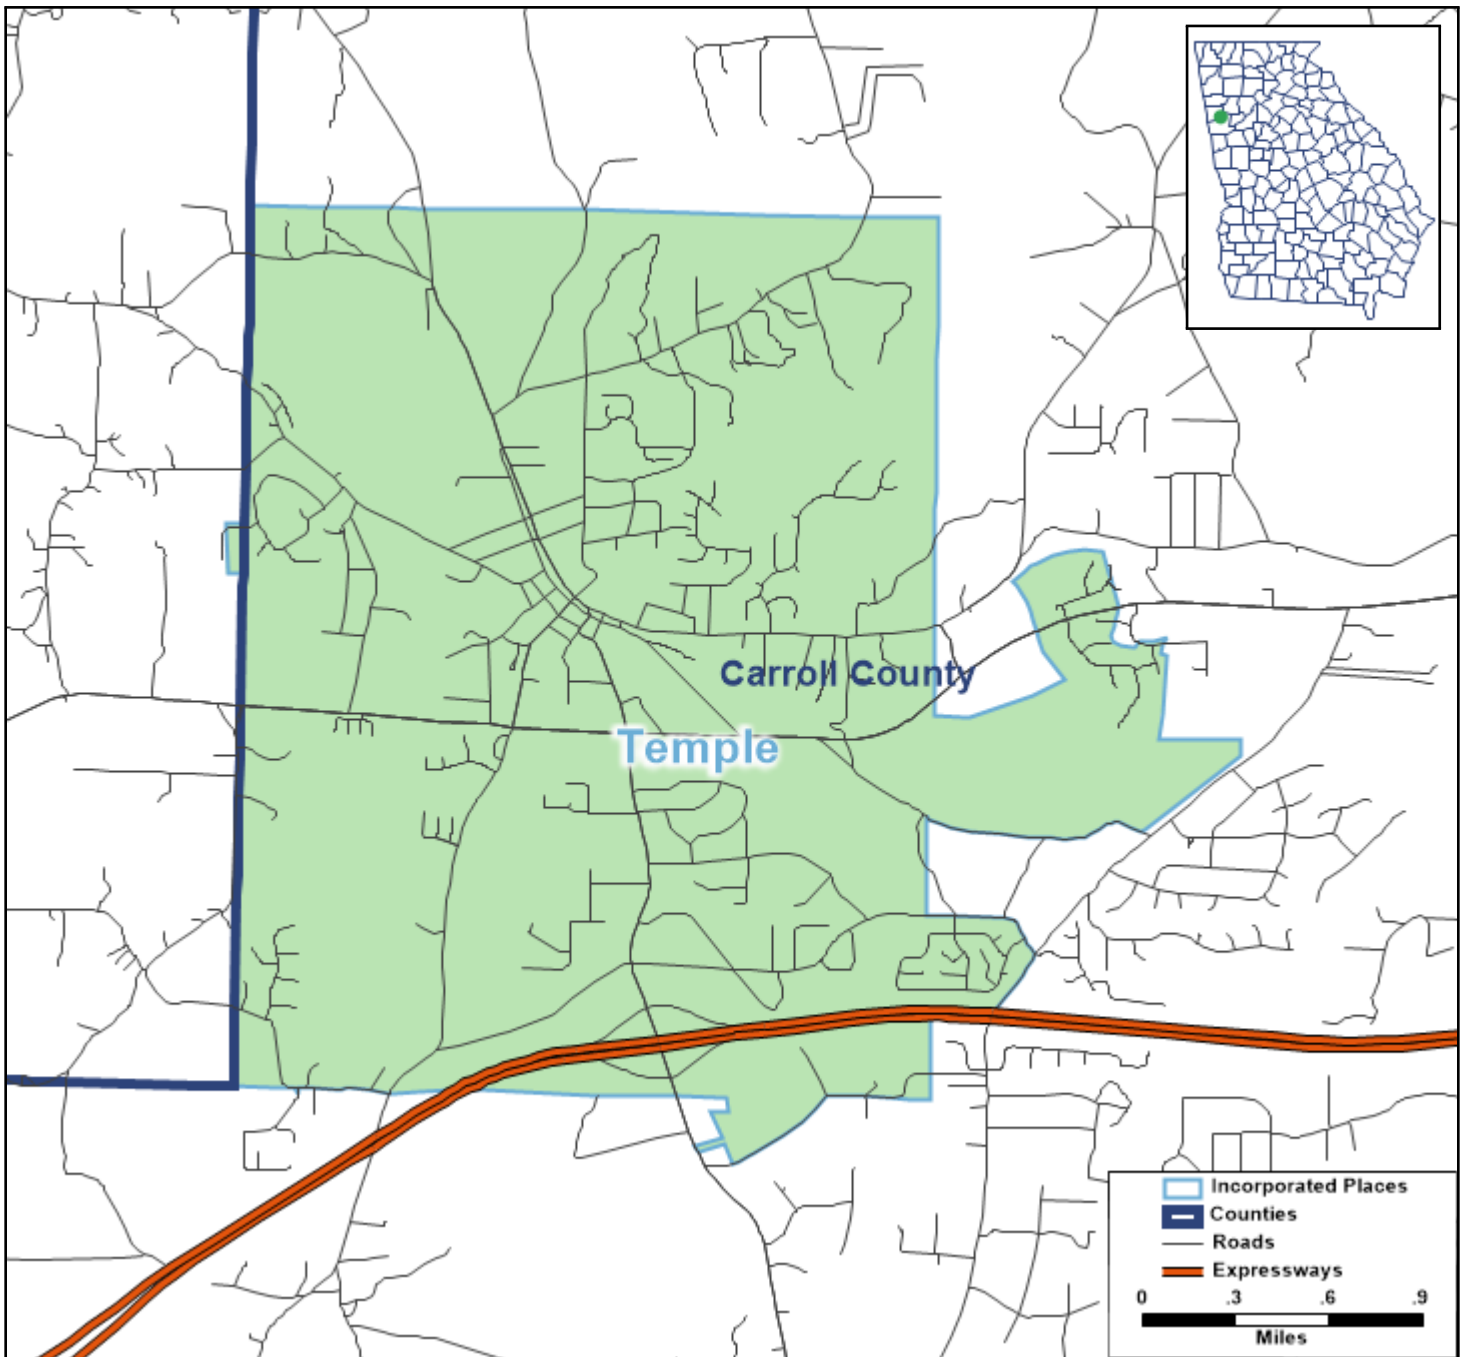 Carroll County
Temple
Incorporated Places
Counties
Roads
Expressways
0 .3 .6 .9
Miles